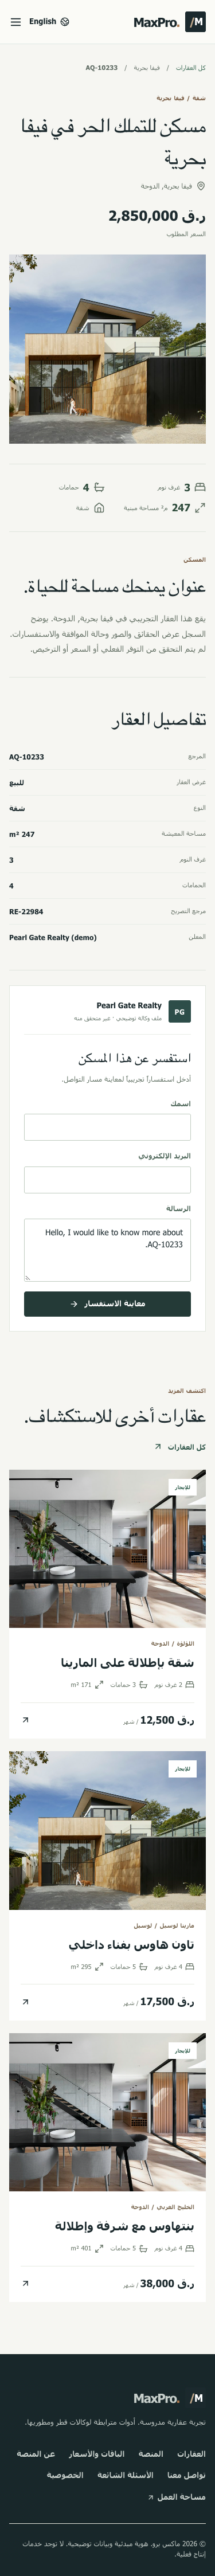 /M MaxPro.
English
كل العقارات / فيفا بحرية / AQ-10233
شقة / فيفا بحرية
مسكن للتملك الحر في فيفا
بحرية
فيفا بحرية, الدوحة
ر.ق 2,850,000
السعر المطلوب
3 غرف نوم
4 حمامات
247 م² مساحة مبنية
شقة
المسكن
عنوان يمنحك مساحة للحياة.
يقع هذا العقار التجريبي في فيفا بحرية، الدوحة. يوضح
السجل عرض الحقائق والصور وحالة الموافقة والاستفسارات.
لم يتم التحقق من التوفر الفعلي أو السعر أو الترخيص.
تفاصيل العقار
المرجع AQ-10233
عرض العقار للبيع
النوع شقة
مساحة المعيشة 247 m²
غرف النوم 3
الحمامات 4
مرجع التصريح RE-22984
المعلن Pearl Gate Realty (demo)
PG Pearl Gate Realty
ملف وكالة توضيحي · غير متحقق منه
استفسر عن هذا المسكن
أدخل استفساراً تجريبياً لمعاينة مسار التواصل.
اسمك
البريد الإلكتروني
الرسالة
Hello, I would like to know more about
AQ-10233.
معاينة الاستفسار
اكتشف المزيد
عقارات أخرى للاستكشاف.
كل العقارات
للإيجار
اللؤلؤة / الدوحة
شقة بإطلالة على المارينا
2 غرف نوم 3 حمامات 171 m²
ر.ق 12,500 / شهر
للإيجار
مارينا لوسيل / لوسيل
تاون هاوس بفناء داخلي
4 غرف نوم 5 حمامات 295 m²
ر.ق 17,500 / شهر
للإيجار
الخليج الغربي / الدوحة
بنتهاوس مع شرفة وإطلالة
4 غرف نوم 5 حمامات 401 m²
ر.ق 38,000 / شهر
/M MaxPro.
تجربة عقارية مدروسة. أدوات مترابطة لوكالات قطر ومطوريها.
العقارات المنصة الباقات والأسعار عن المنصة
تواصل معنا الأسئلة الشائعة الخصوصية
مساحة العمل
© 2026 ماكس برو. هوية مبدئية وبيانات توضيحية. لا توجد خدمات
إنتاج فعلية.